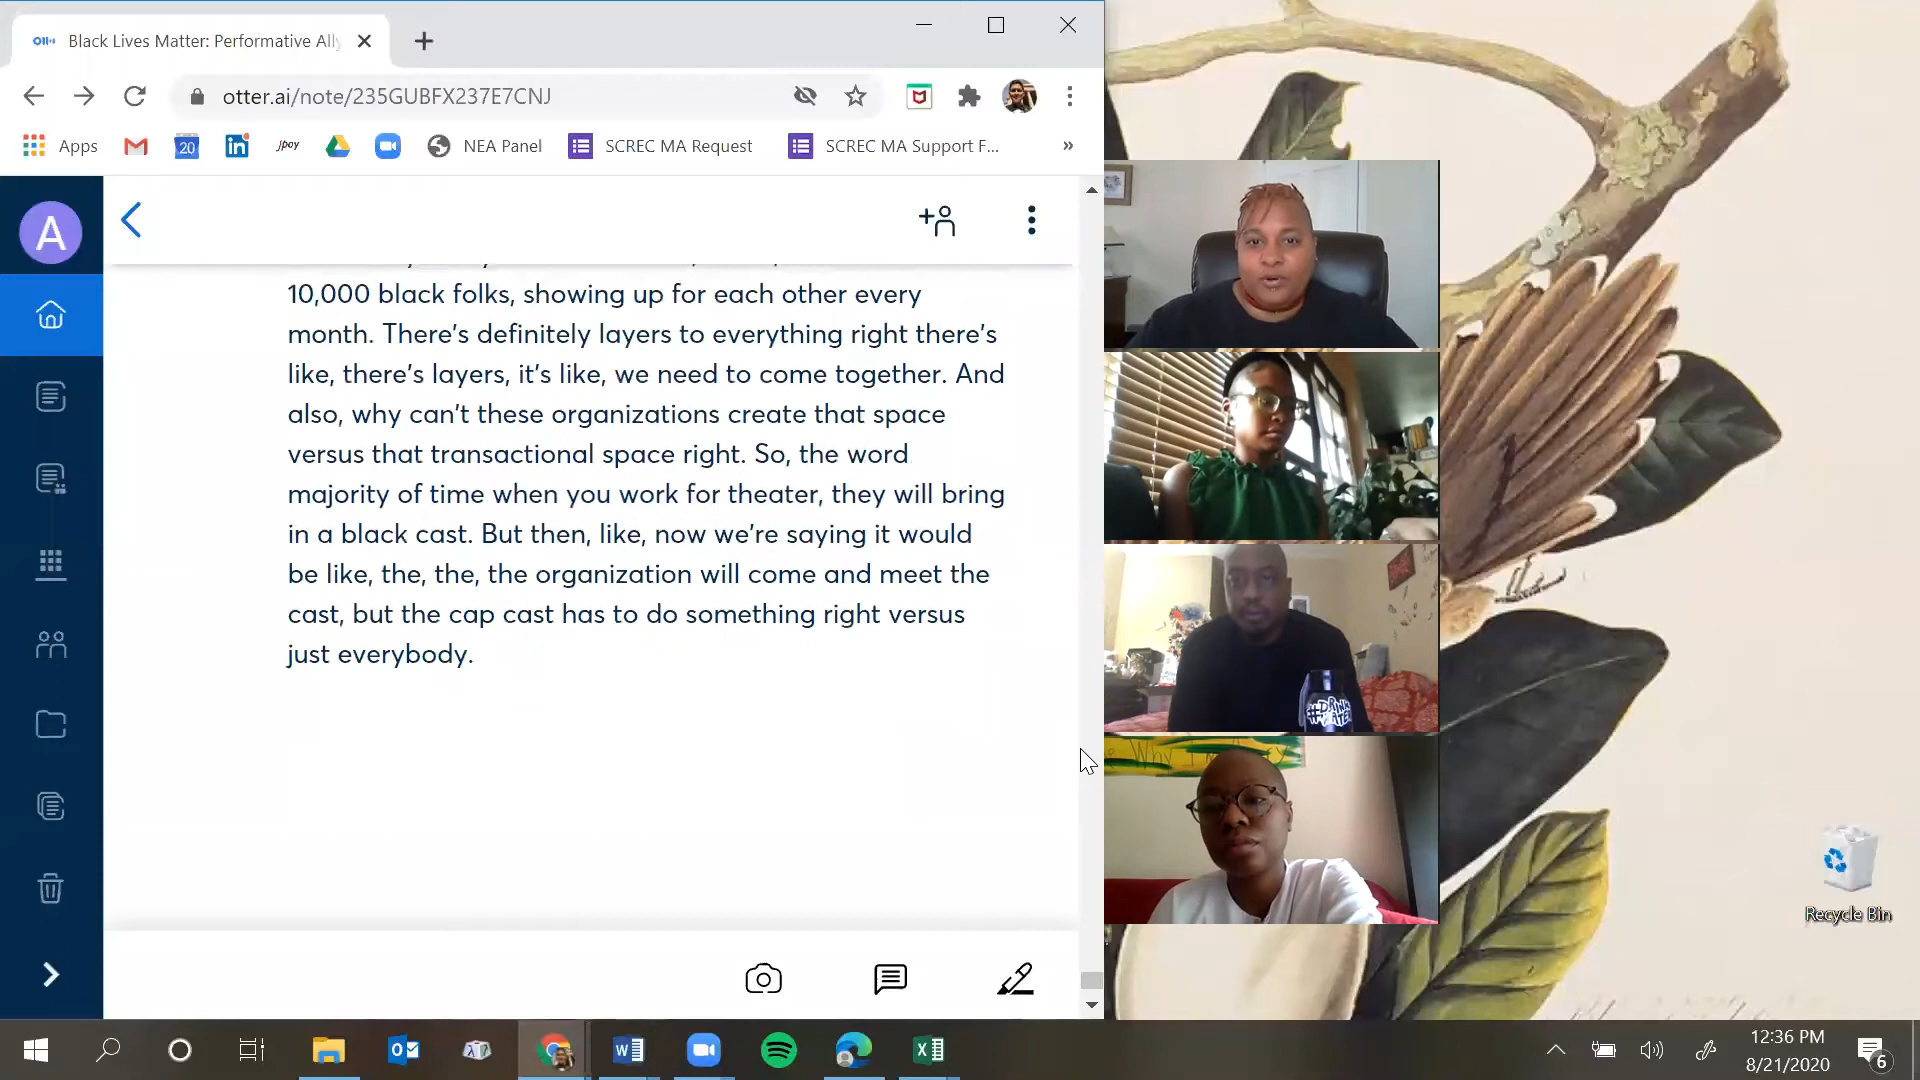 Black Lives Matter: Performative Ally
otter.ai/note/235GUBFX237E7CNJ
Apps
20
jpay
NEA Panel
SCREC MA Request
SCREC MA Support F...
»
A
10,000 black folks, showing up for each other every
month. There's definitely layers to everything right there's
like, there's layers, it's like, we need to come together. And
also, why can't these organizations create that space
versus that transactional space right. So, the word
majority of time when you work for theater, they will bring
in a black cast. But then, like, now we're saying it would
be like, the, the, the organization will come and meet the
cast, but the cap cast has to do something right versus
just everybody.
#DRINK
Why I'm
Recycle Bin
12:36 PM
8/21/2020
6